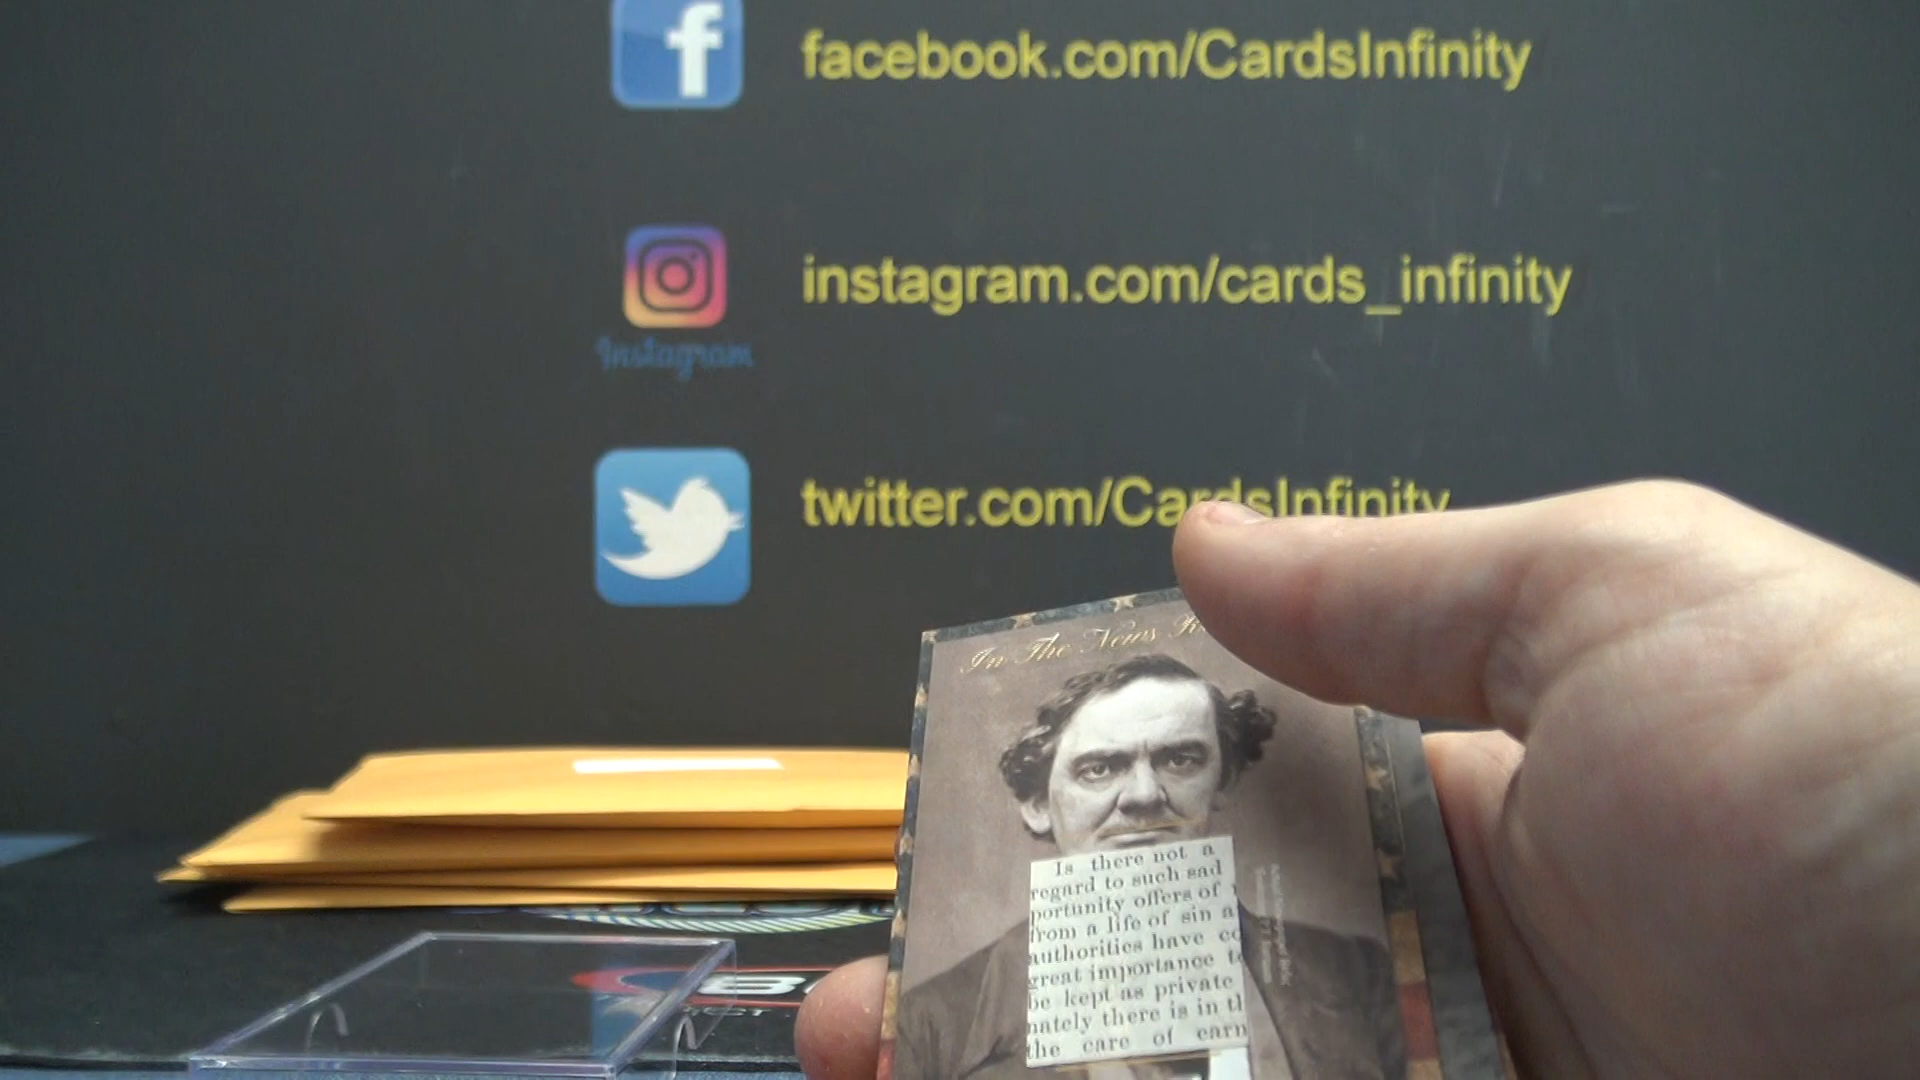 f
facebook.com/CardsInfinity
instagram.com/cards_infinity
Instagram
twitter.com/CardsInfinity
In The News
Is there not a
regard to such sad
portunity offers of
from a life of sin a
authorities have co
great importance to
be kept as private
nately there is in th
the care of earn